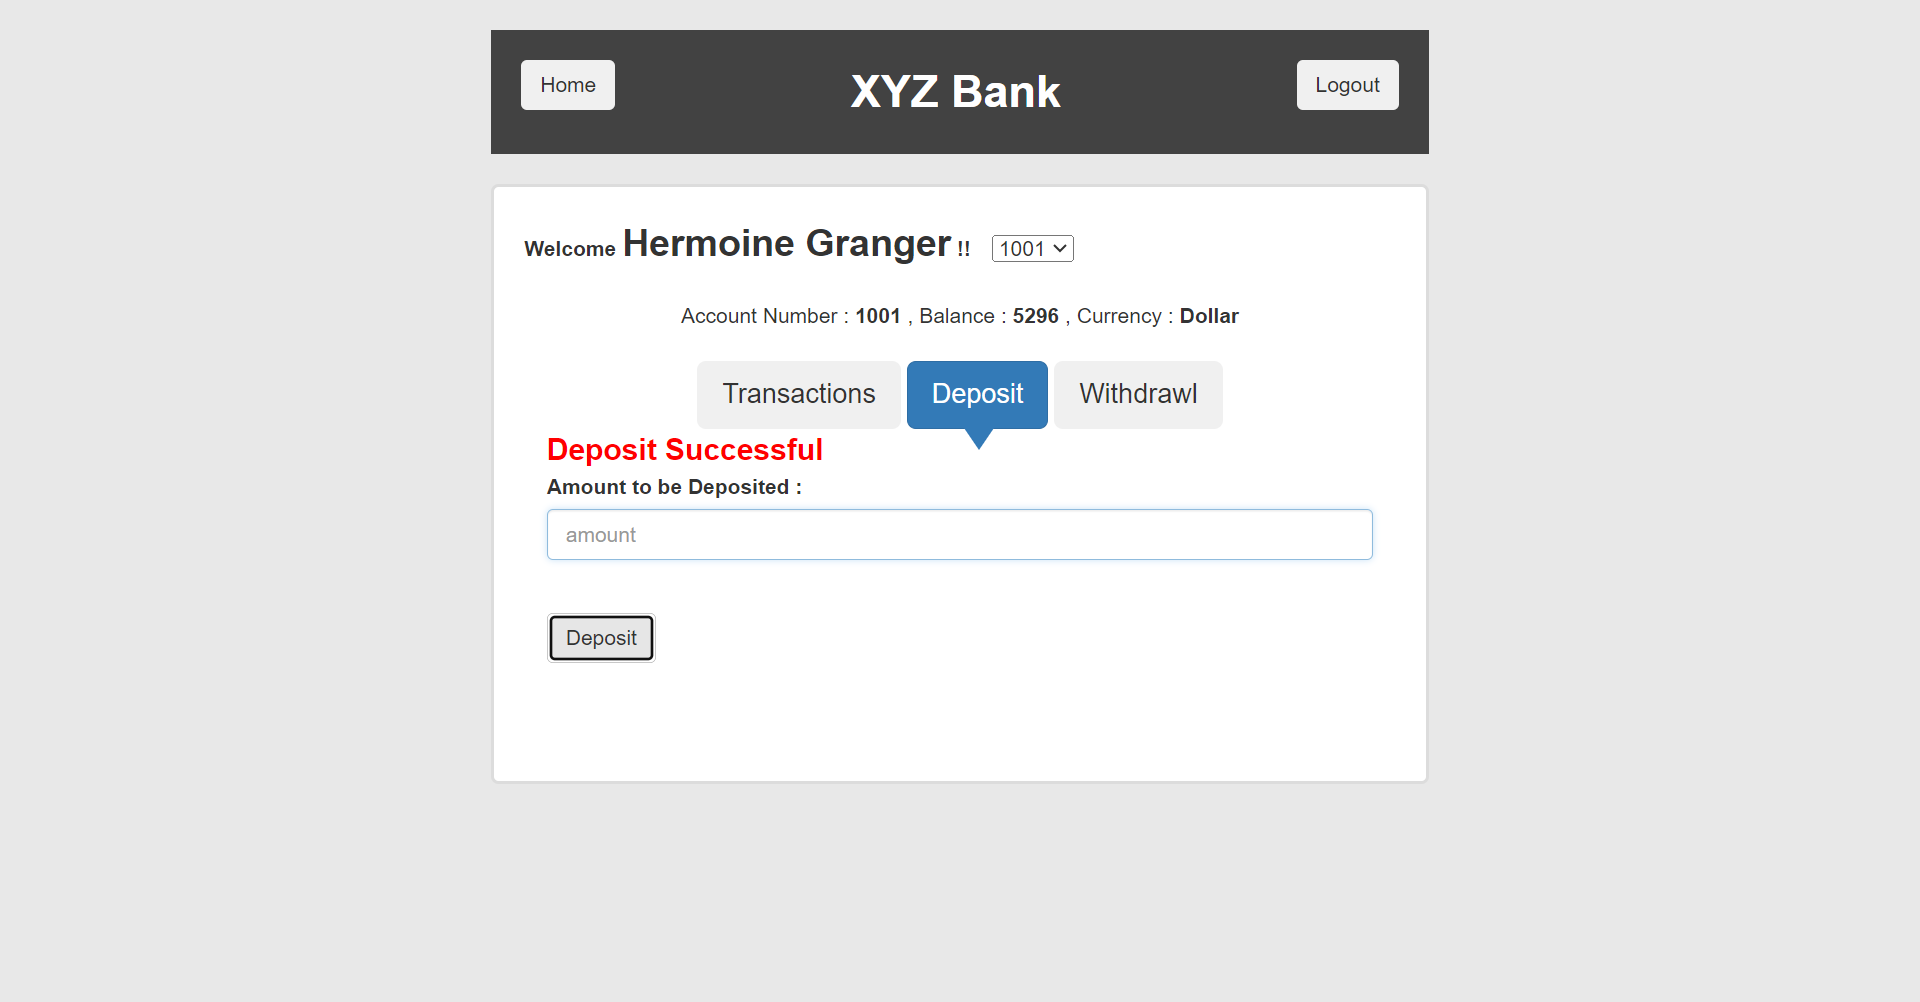 Home
XYZ Bank
Logout
Welcome Hermoine Granger !! 1001
Account Number : 1001 , Balance : 5296 , Currency : Dollar
Transactions
Deposit
Withdrawl
Deposit Successful
Amount to be Deposited :
amount
Deposit